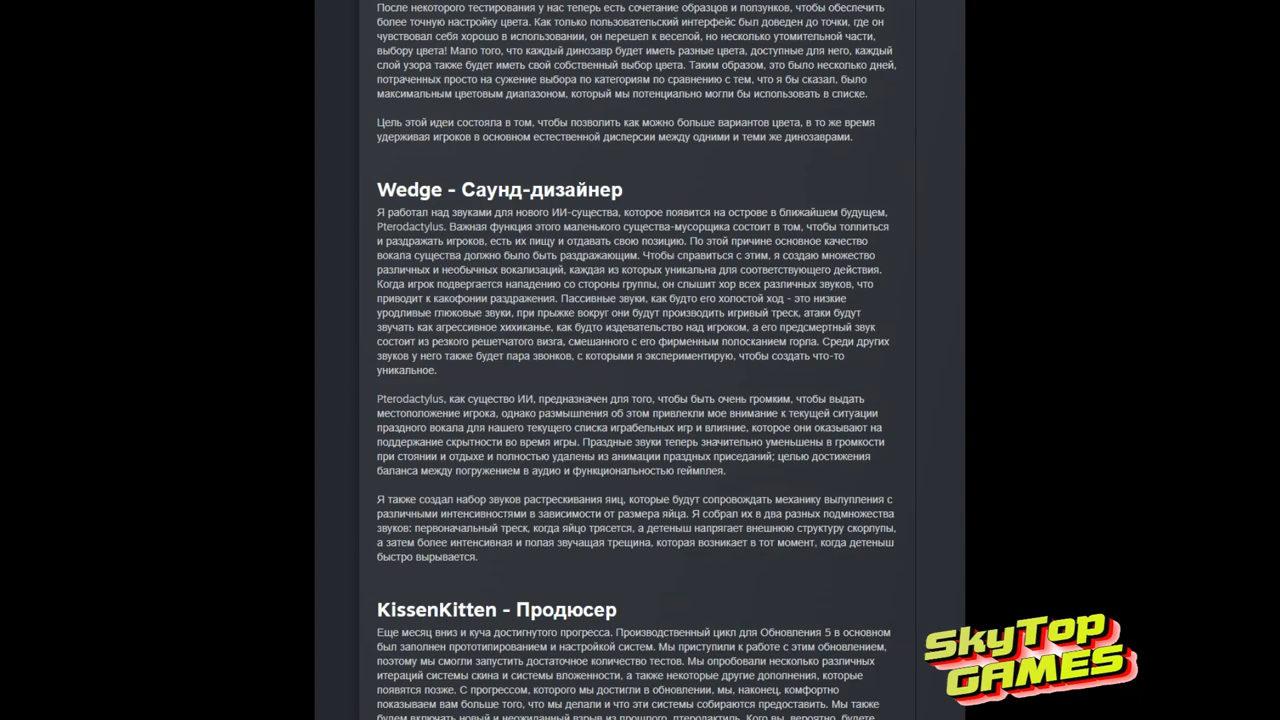 После некоторого тестирования у нас теперь есть сочетание образцов и ползунков, чтобы обеспечить
более точную настройку цвета. Как только пользовательский интерфейс был доведен до точки, где он
чувствовал себя хорошо в использовании, он перешел к веселой, но несколько утомительной части,
выбору цвета! Мало того, что каждый динозавр будет иметь разные цвета, доступные для него, каждый
слой узора также будет иметь свой собственный выбор цвета. Таким образом, это было несколько дней,
потраченных просто на сужение выбора по категориям по сравнению с тем, что я бы сказал, было
максимальным цветовым диапазоном, который мы потенциально могли бы использовать в списке.
Цель этой идеи состояла в том, чтобы позволить как можно больше вариантов цвета, в то же время
удерживая игроков в основном естественной дисперсии между одними и теми же динозаврами.
Wedge - Саунд-дизайнер
Я работал над звуками для нового ИИ-существа, которое появится на острове в ближайшем будущем,
Pterodactylus. Важная функция этого маленького существа-мусорщика состоит в том, чтобы толпиться
и раздражать игроков, есть их пищу и отдавать свою позицию. По этой причине основное качество
вокала существа должно было быть раздражающим. Чтобы справиться с этим, я создаю множество
различных и необычных вокализаций, каждая из которых уникальна для соответствующего действия.
Когда игрок подвергается нападению со стороны группы, он слышит хор всех различных звуков, что
приводит к какофонии раздражения. Пассивные звуки, как будто его холостой ход - это низкие
уродливые глюковые звуки, при прыжке вокруг они будут производить игривый треск, атаки будут
звучать как агрессивное хихиканье, как будто издевательство над игроком, а его предсмертный звук
состоит из резкого решетчатого визга, смешанного с его фирменным полосканием горла. Среди других
звуков у него также будет пара звонков, с которыми я экспериментирую, чтобы создать что-то
уникальное.
Pterodactylus, как существо ИИ, предназначен для того, чтобы быть очень громким, чтобы выдать
местоположение игрока, однако размышления об этом привлекли мое внимание к текущей ситуации
праздного вокала для нашего текущего списка играбельных игр и влияние, которое они оказывают на
поддержание скрытности во время игры. Праздные звуки теперь значительно уменьшены в громкости
при стоянии и отдыхе и полностью удалены из анимации праздных приседаний; целью достижения
баланса между погружением в аудио и функциональностью геймплея.
Я также создал набор звуков растрескивания яиц, которые будут сопровождать механику вылупления с
различными интенсивностями в зависимости от размера яйца. Я собрал их в два разных подмножества
звуков: первоначальный треск, когда яйцо трясется, а детеныш напрягает внешнюю структуру скорлупы,
а затем более интенсивная и полая звучащая трещина, которая возникает в тот момент, когда детеныш
быстро вырывается.
KissenKitten - Продюсер
Еще месяц вниз и куча достигнутого прогресса. Производственный цикл для Обновления 5 в основном
был заполнен прототипированием и настройкой систем. Мы приступили к работе с этим обновлением,
поэтому мы смогли запустить достаточное количество тестов. Мы опробовали несколько различных
итераций системы скина и системы вложенности, а также некоторые другие дополнения, которые
появятся позже. С прогрессом, которого мы достигли в обновлении, мы, наконец, комфортно
показываем вам больше того, что мы делали и что эти системы собираются предоставить. Мы также
будем включать новый и неожиданный взрыв из прошлого, птеродактиль. Кого вы, вероятно, будете
SkyTop
GAMES